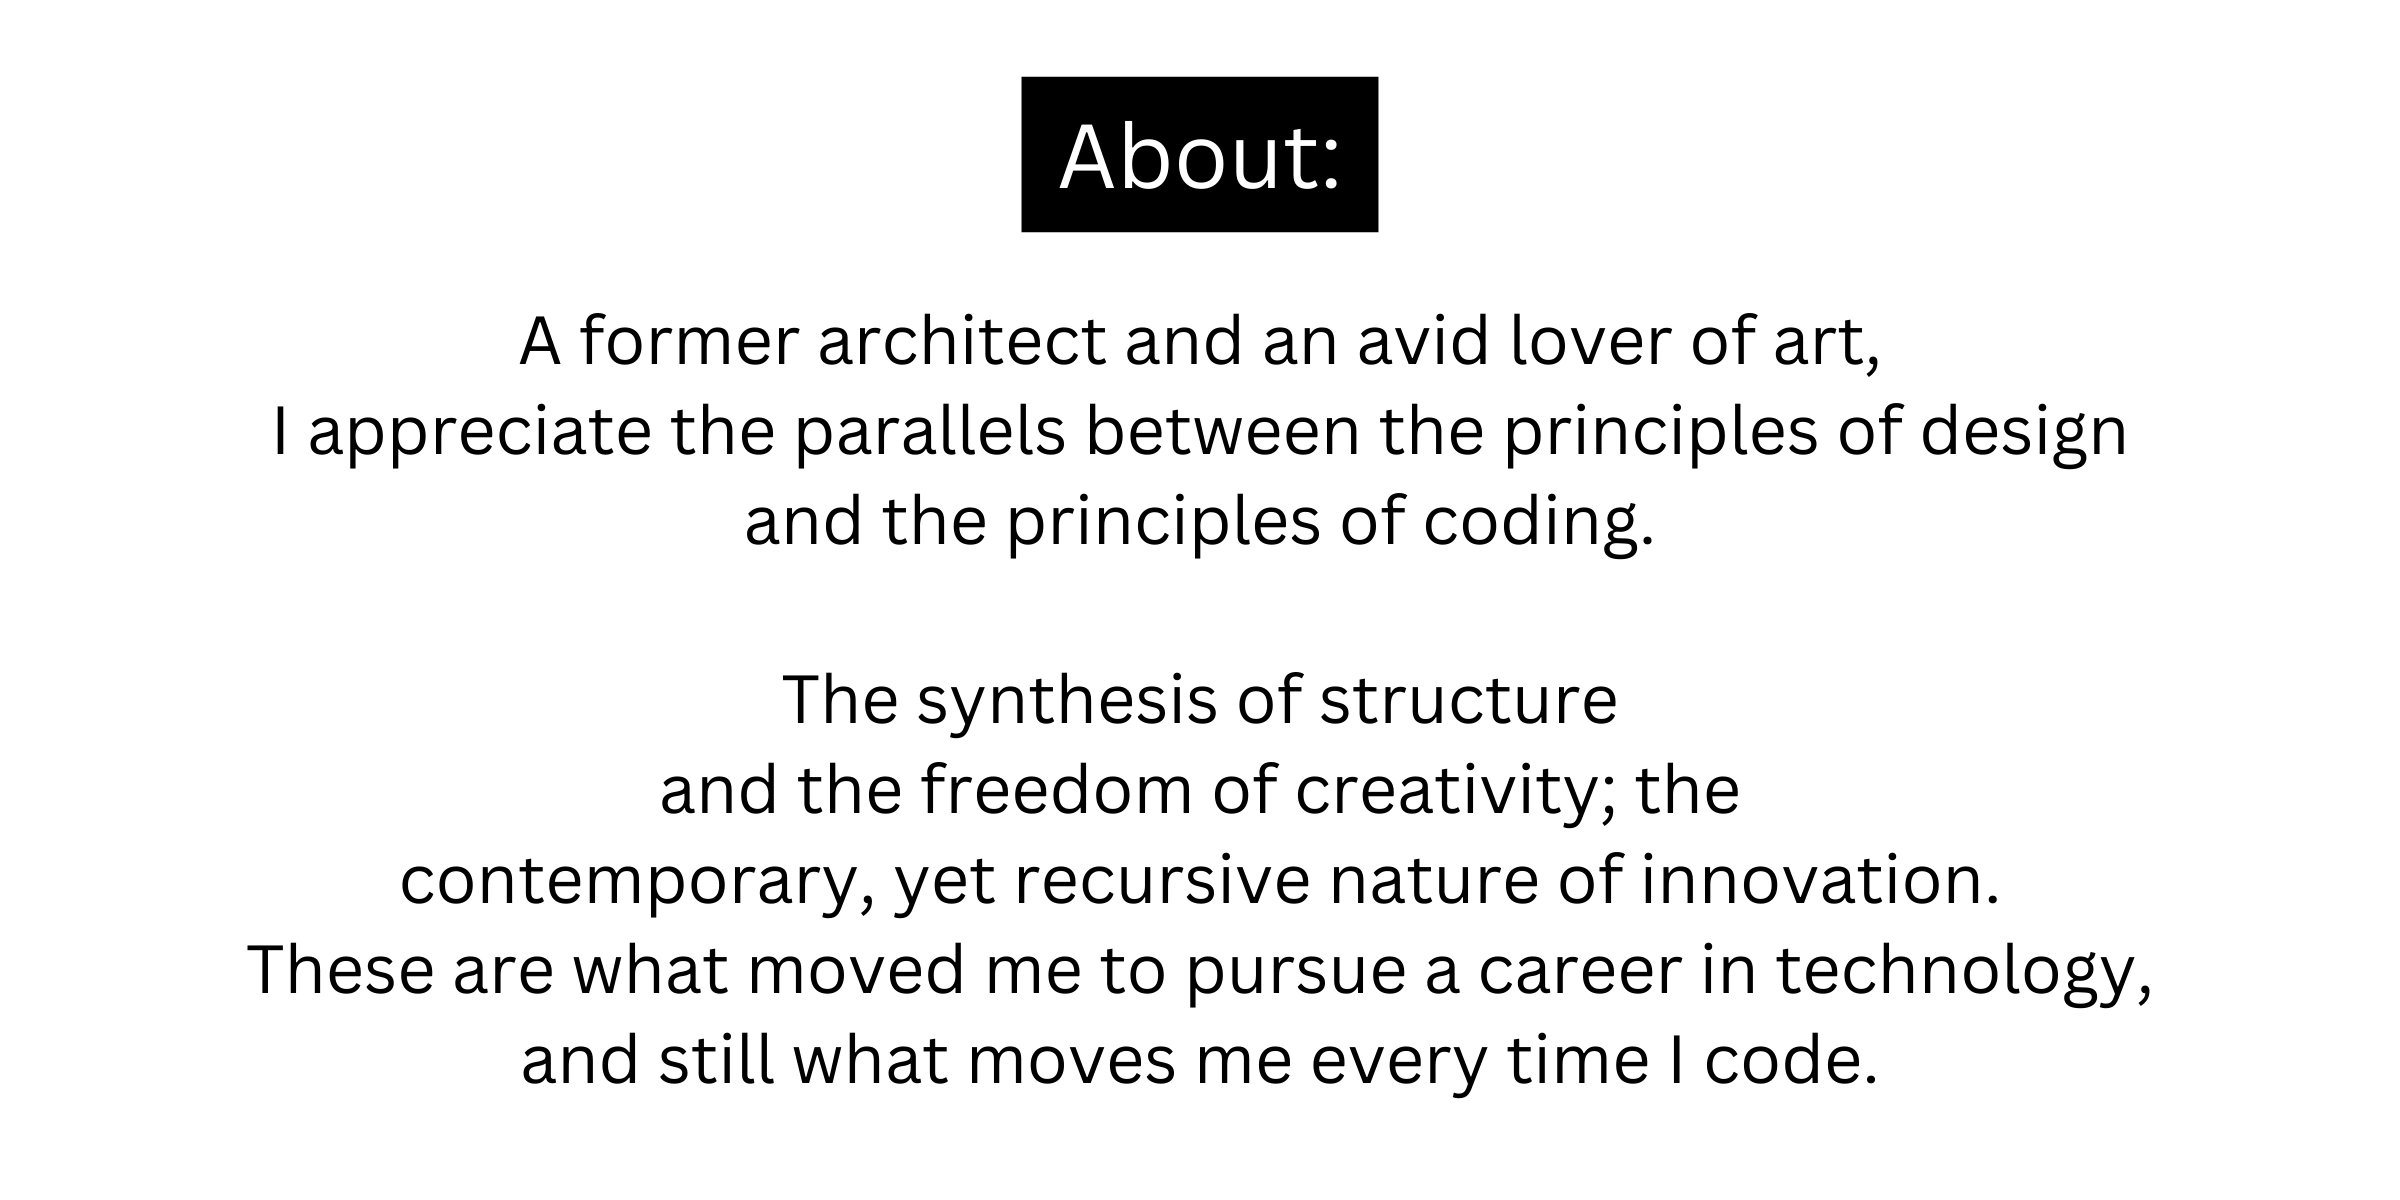 About:
A former architect and an avid lover of art,
I appreciate the parallels between the principles of design
and the principles of coding.
The synthesis of structure
and the freedom of creativity; the
contemporary, yet recursive nature of innovation.
These are what moved me to pursue a career in technology,
and still what moves me every time I code.